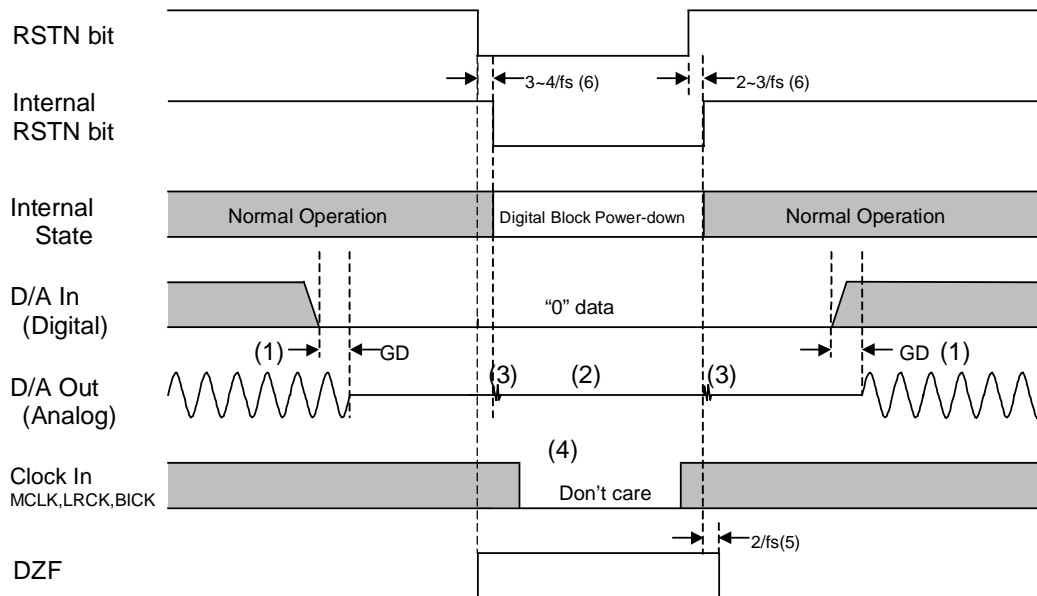 RSTN bit
3~4/fs (6)
2~3/fs (6)
Internal
RSTN bit
Internal
State
Normal Operation
Digital Block Power-down
Normal Operation
D/A In
(Digital)
“0” data
(1)
GD
GD
(1)
D/A Out
(Analog)
(3)
(2)
(3)
(4)
Clock In
MCLK,LRCK,BICK
Don’t care
2/fs(5)
DZF